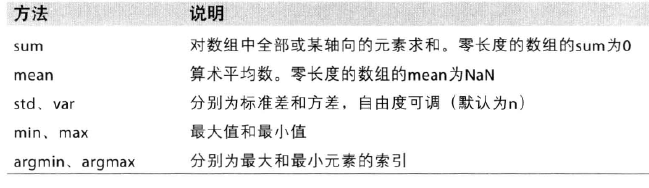 方法 说明
sum 对数组中全部或某轴向的元素求和。零长度的数组的sum为0
mean 算术平均数。零长度的数组的mean为NaN
std、var 分别为标准差和方差，自由度可调（默认为n）
min、max 最大值和最小值
argmin、argmax 分别为最大和最小元素的索引